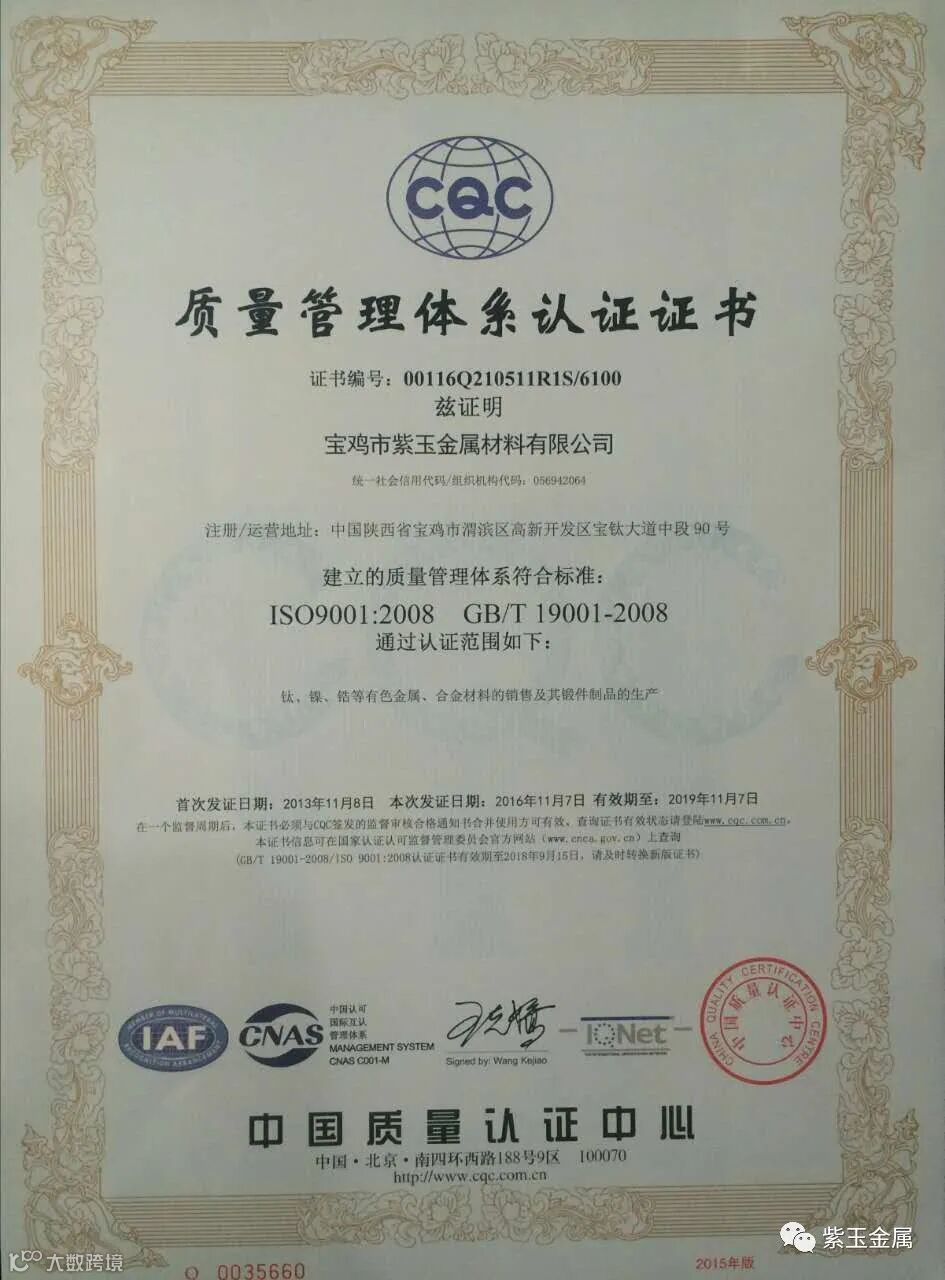 CQC
质量管理体系认证证书
证书编号：00116Q210511R1S/6100
兹证明
宝鸡市紫玉金属材料有限公司
统一社会信用代码/组织机构代码：056942064
注册/运营地址：中国陕西省宝鸡市渭滨区高新开发区宝钛大道中段90号
建立的质量管理体系符合标准：
ISO9001:2008 GB/T 19001-2008
通过认证范围如下：
钛、镍、锆等有色金属、合金材料的销售及其锻件制品的生产
首次发证日期：2013年11月8日 本次发证日期：2016年11月7日 有效期至：2019年11月7日
在一个监督周期后，本证书必须与CQC签发的监督审核合格通知书合并使用方可有效。查询证书有效状态请登陆www.cqc.com.cn。
本证书信息可在国家认证认可监督管理委员会官方网站（www.cnca.gov.cn）上查询
(GB/T 19001-2008/ISO 9001:2008认证证书有效期至2018年9月15日，请及时转换新版证书)
MEMBER OF MULTILATERAL
IAF
RECOGNITION ARRANGEMENT
CNAS
中国认可
国际互认
管理体系
MANAGEMENT SYSTEM
CNAS C001-M
Signed by: Wang Kejiao
IQNet
CHINA QUALITY CERTIFICATION CENTRE
中国质量认证中心
中国质量认证中心
中国·北京·南四环西路188号9区 100070
http://www.cqc.com.cn
紫玉金属
大数跨境
Q 0035660
2015年版